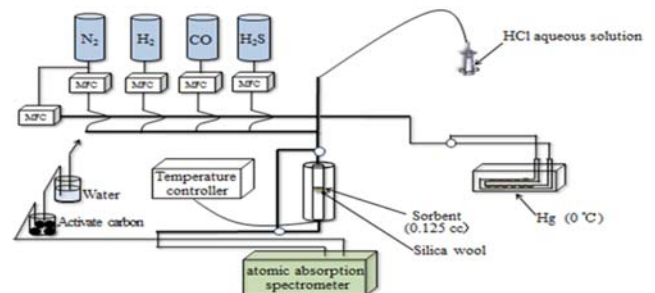 N₂ H₂ CO H₂S
HCl aqueous solution
MFC MFC MFC MFC
MFC
Water
Activate carbon
Temperature
controller
Sorbent
(0.125 cc)
Silica wool
Hg (0 ℃)
atomic absorption
spectrometer